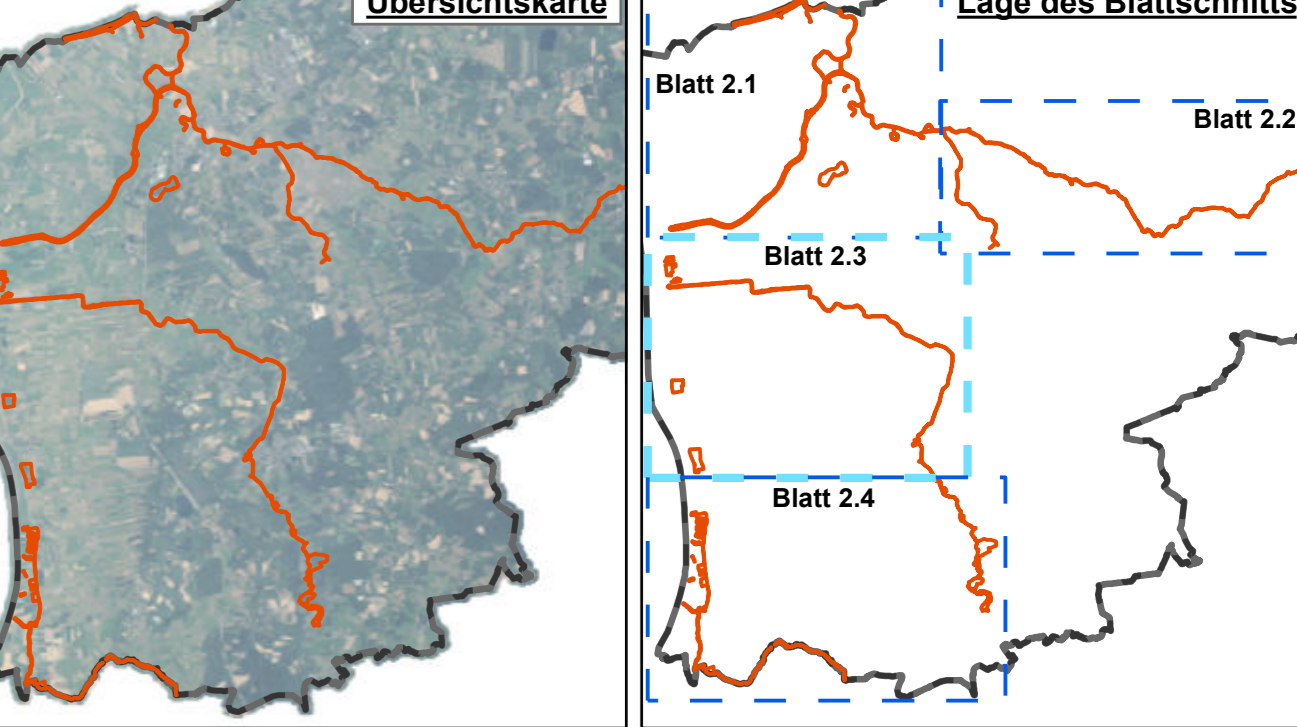 Übersichtskarte
Lage des Blattschnitts
Blatt 2.1
Blatt 2.2
Blatt 2.3
Blatt 2.4